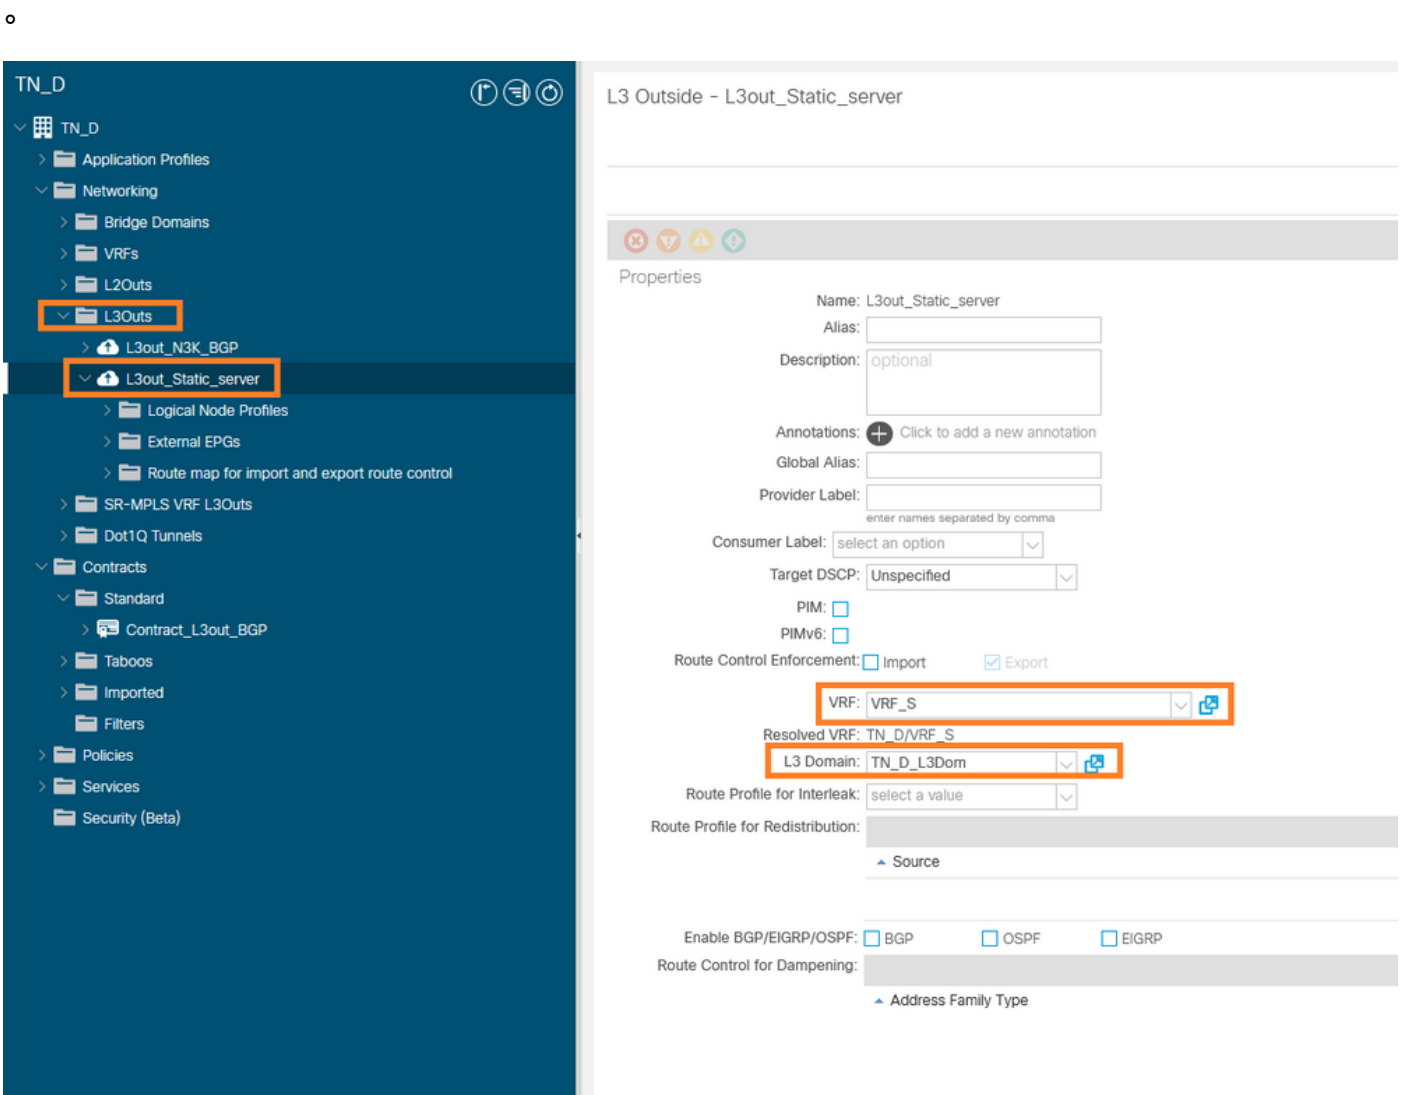 。
TN_D
TN_D
Application Profiles
Networking
Bridge Domains
VRFs
L2Outs
L3Outs
L3out_N3K_BGP
L3out_Static_server
Logical Node Profiles
External EPGs
Route map for import and export route control
SR-MPLS VRF L3Outs
Dot1Q Tunnels
Contracts
Standard
Contract_L3out_BGP
Taboos
Imported
Filters
Policies
Services
Security (Beta)
L3 Outside - L3out_Static_server
Properties
Name: L3out_Static_server
Alias:
Description: optional
Annotations: Click to add a new annotation
Global Alias:
Provider Label:
enter names separated by comma
Consumer Label: select an option
Target DSCP: Unspecified
PIM:
PIMv6:
Route Control Enforcement: Import Export
VRF: VRF_S
Resolved VRF: TN_D/VRF_S
L3 Domain: TN_D_L3Dom
Route Profile for Interleak: select a value
Route Profile for Redistribution:
Source
Enable BGP/EIGRP/OSPF: BGP OSPF EIGRP
Route Control for Dampening:
Address Family Type